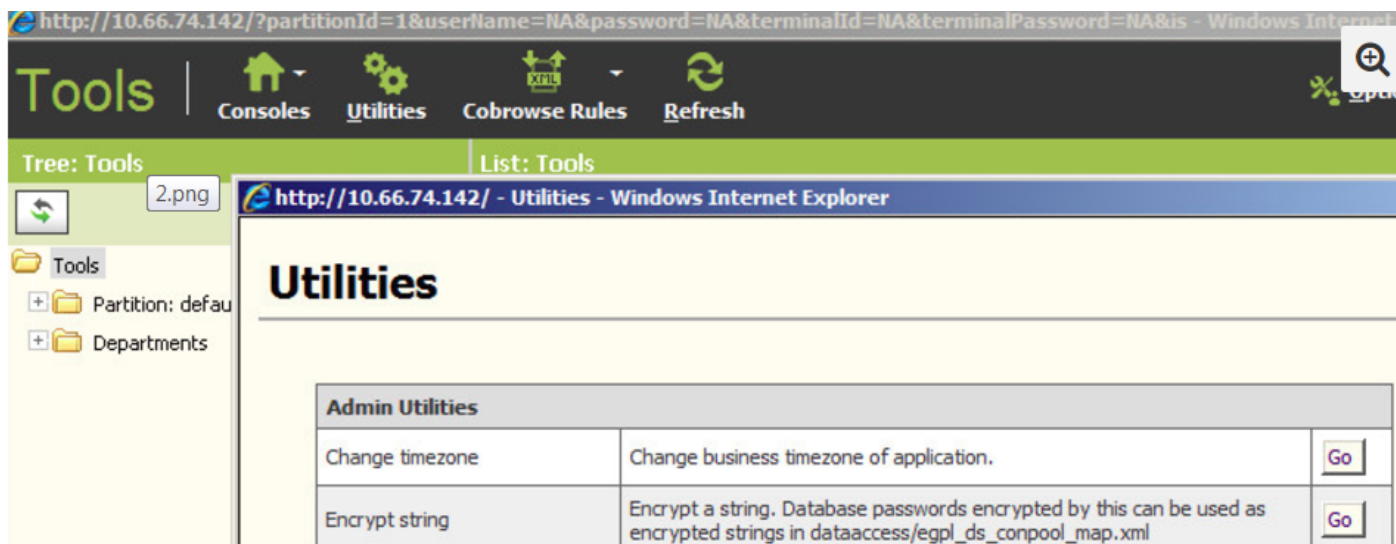 http://10.66.74.142/?partitionId=1&userName=NA&password=NA&terminalId=NA&terminalPassword=NA&is - Windows Internet
Tools
Consoles Utilities XML Cobrowse Rules Refresh
Tree: Tools List: Tools
2.png
http://10.66.74.142/ - Utilities - Windows Internet Explorer
Tools
Partition: defau
Departments
Utilities
Admin Utilities
Change timezone Change business timezone of application. Go
Encrypt string Encrypt a string. Database passwords encrypted by this can be used as
encrypted strings in dataaccess/egpl_ds_conpool_map.xml Go